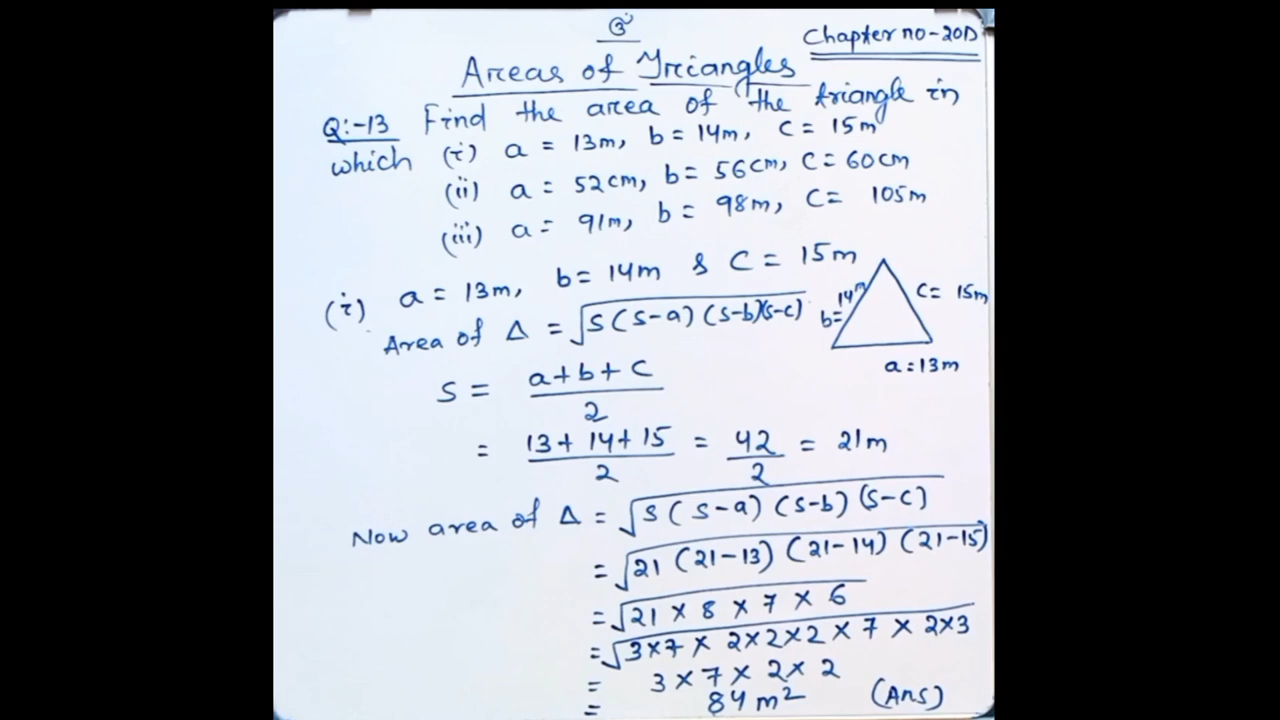 3
Chapter no-20D
Areas of Triangles
Q:-13 Find the area of the triangle in
which (i) a = 13m, b = 14m, c = 15m
(ii) a = 52cm, b = 56cm, c = 60cm
(iii) a = 91m, b = 98m, c = 105m
(i) a = 13m, b = 14m & c = 15m
Area of Δ = √s(s-a)(s-b)(s-c)
b= 14m
c= 15m
a=13m
S = a+b+c/2
= 13+14+15/2 = 42/2 = 21m
Now area of Δ = √s(s-a)(s-b)(s-c)
= √21 (21-13) (21-14) (21-15)
= √21 × 8 × 7 × 6
= √3×7 × 2×2×2 × 7 × 2×3
= 3 × 7 × 2 × 2
= 84 m² (Ans)